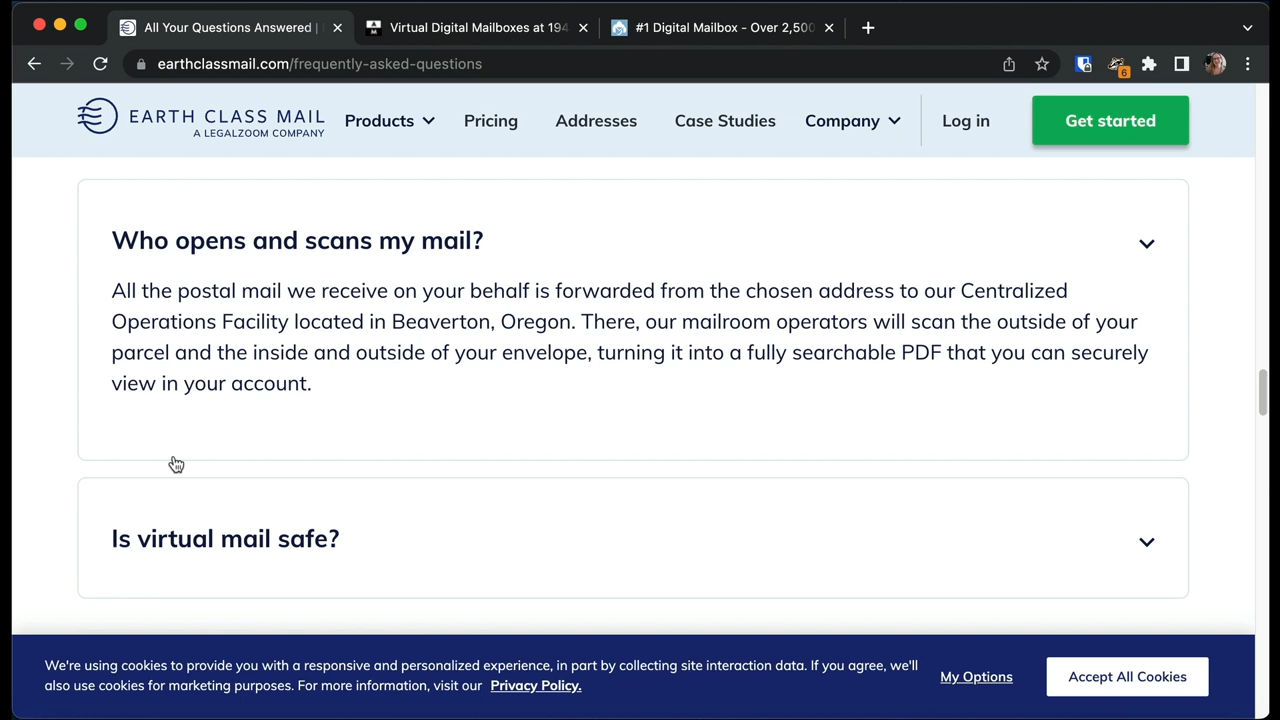 All Your Questions Answered |
Virtual Digital Mailboxes at 194
#1 Digital Mailbox - Over 2,500
earthclassmail.com/frequently-asked-questions
6
EARTH CLASS MAIL
A LEGALZOOM COMPANY
Products
Pricing
Addresses
Case Studies
Company
Log in
Get started
Who opens and scans my mail?
All the postal mail we receive on your behalf is forwarded from the chosen address to our Centralized
Operations Facility located in Beaverton, Oregon. There, our mailroom operators will scan the outside of your
parcel and the inside and outside of your envelope, turning it into a fully searchable PDF that you can securely
view in your account.
Is virtual mail safe?
We're using cookies to provide you with a responsive and personalized experience, in part by collecting site interaction data. If you agree, we'll
also use cookies for marketing purposes. For more information, visit our Privacy Policy.
My Options
Accept All Cookies